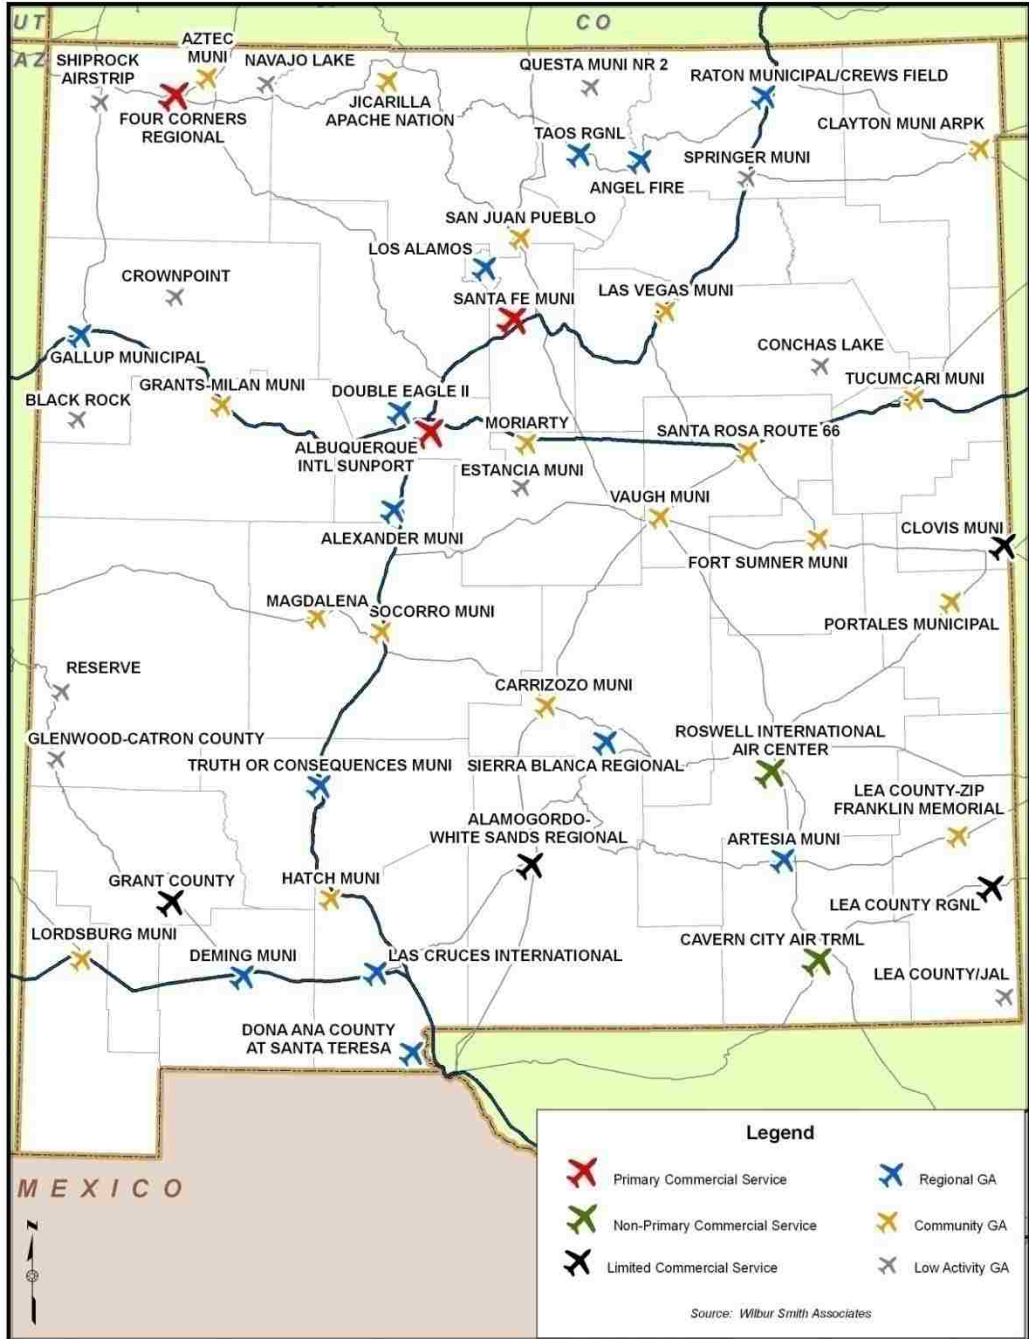 UT
CO
AZ
SHIPROCK
AIRSTRIP
AZTEC
MUNI
NAVAJO LAKE
FOUR CORNERS
REGIONAL
JICARILLA
APACHE NATION
QUESTA MUNI NR 2
RATON MUNICIPAL/CREWS FIELD
CLAYTON MUNI ARPK
TAOS RGNL
ANGEL FIRE
SPRINGER MUNI
SAN JUAN PUEBLO
LOS ALAMOS
CROWNPOINT
SANTA FE MUNI
LAS VEGAS MUNI
GALLUP MUNICIPAL
CONCHAS LAKE
TUCUMCARI MUNI
GRANTS-MILAN MUNI
DOUBLE EAGLE II
BLACK ROCK
MORIARTY
SANTA ROSA ROUTE 66
ALBUQUERQUE
INTL SUNPORT
ESTANCIA MUNI
VAUGH MUNI
CLOVIS MUNI
ALEXANDER MUNI
FORT SUMNER MUNI
MAGDALENA
SOCORRO MUNI
PORTALES MUNICIPAL
RESERVE
CARRIZOZO MUNI
GLENWOOD-CATRON COUNTY
TRUTH OR CONSEQUENCES MUNI
SIERRA BLANCA REGIONAL
ROSWELL INTERNATIONAL
AIR CENTER
LEA COUNTY-ZIP
FRANKLIN MEMORIAL
ALAMOGORDO-
WHITE SANDS REGIONAL
ARTESIA MUNI
GRANT COUNTY
HATCH MUNI
LEA COUNTY RGNL
LORDSBURG MUNI
DEMING MUNI
LAS CRUCES INTERNATIONAL
CAVERN CITY AIR TRML
LEA COUNTY/JAL
DONA ANA COUNTY
AT SANTA TERESA
MEXICO
N
Legend
Primary Commercial Service
Regional GA
Non-Primary Commercial Service
Community GA
Limited Commercial Service
Low Activity GA
Source: Wilbur Smith Associates